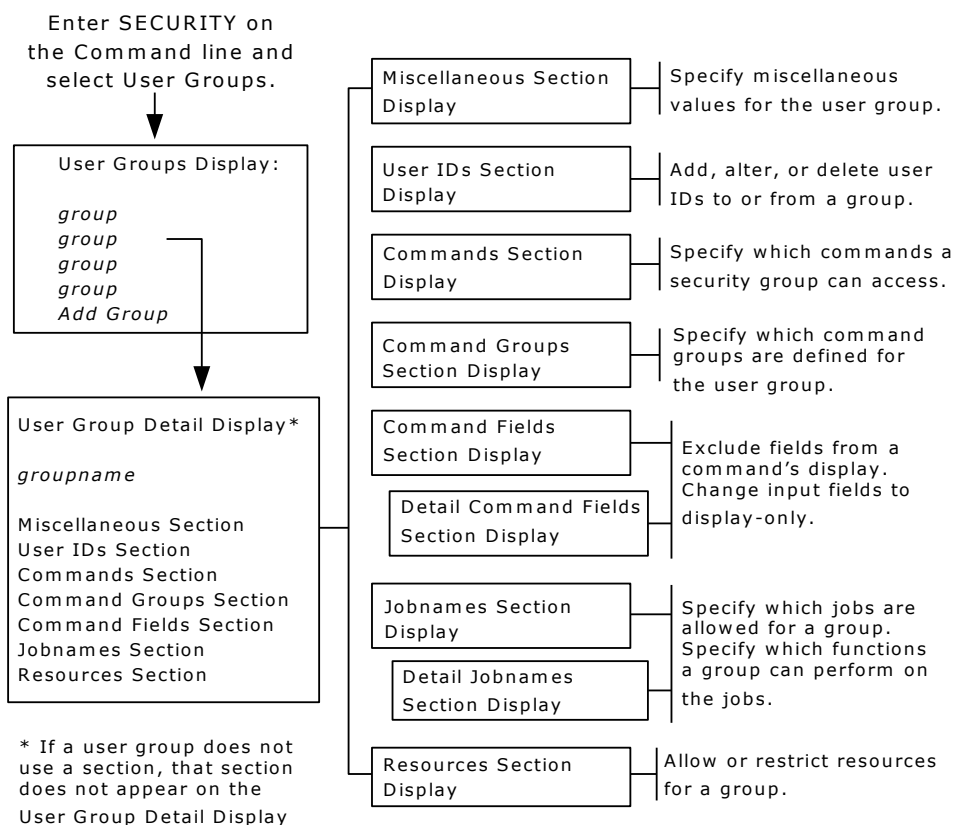 Enter SECURITY on
the Command line and
select User Groups.
User Groups Display:
group
group
group
group
Add Group
User Group Detail Display*
groupname
Miscellaneous Section
User IDs Section
Commands Section
Command Groups Section
Command Fields Section
Jobnames Section
Resources Section
* If a user group does not
use a section, that section
does not appear on the
User Group Detail Display
Miscellaneous Section
Display
Specify miscellaneous
values for the user group.
User IDs Section
Display
Add, alter, or delete user
IDs to or from a group.
Commands Section
Display
Specify which commands a
security group can access.
Command Groups
Section Display
Specify which command
groups are defined for
the user group.
Command Fields
Section Display
Detail Command Fields
Section Display
Exclude fields from a
command’s display.
Change input fields to
display-only.
Jobnames Section
Display
Detail Jobnames
Section Display
Specify which jobs are
allowed for a group.
Specify which functions
a group can perform on
the jobs.
Resources Section
Display
Allow or restrict resources
for a group.